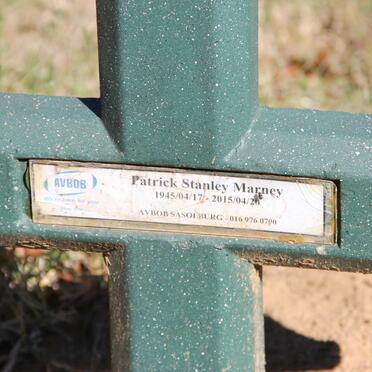 AVBOB
Patrick Stanley Marney
1945/04/17 - 2015/04/
AVBOB SASOLBURG - 016 976 0790